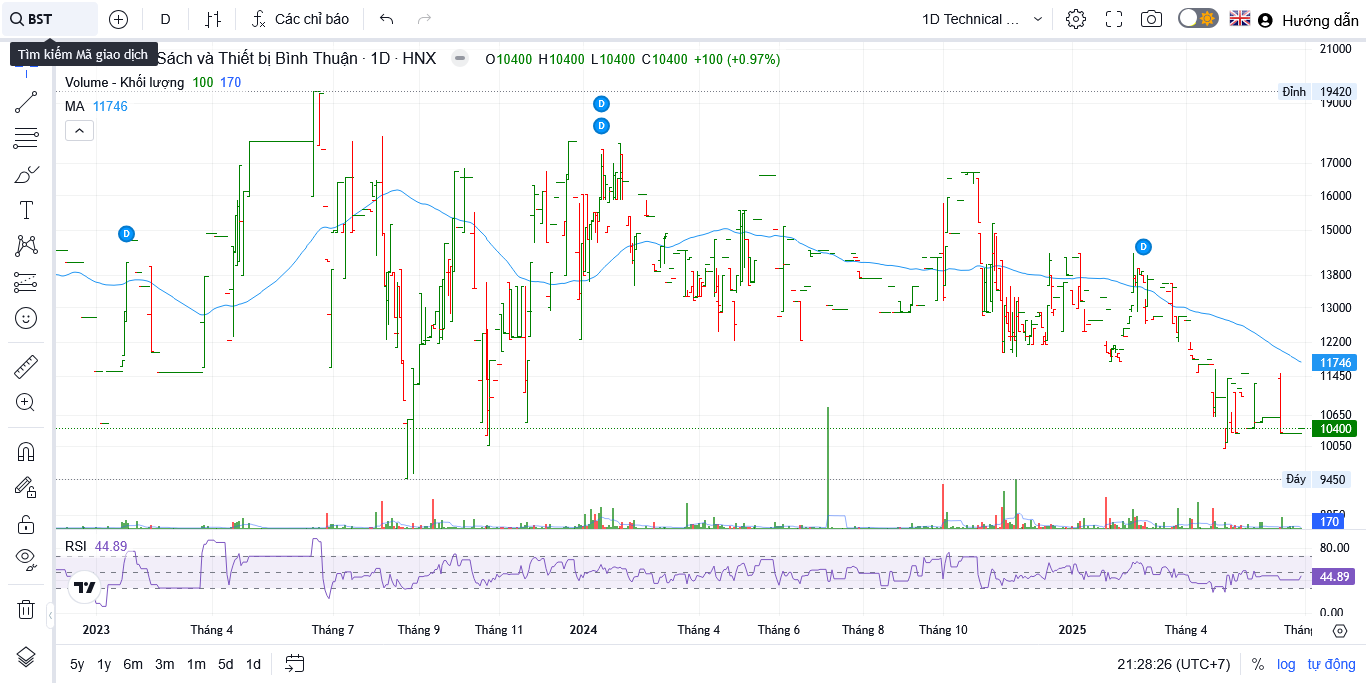 BST
D
Các chỉ báo
1D Technical ...
Hướng dẫn
Tìm kiếm Mã giao dịch
Sách và Thiết bị Bình Thuận · 1D · HNX
O10400 H10400 L10400 C10400 +100 (+0.97%)
Volume - Khối lượng 100 170
MA 11746
D
D
D
D
21000
Đỉnh 19420
19000
17000
16000
15000
13800
13000
12200
11746
11450
10650
10400
10050
Đáy 9450
170
RSI 44.89
80.00
44.89
0.00
2023 Tháng 4 Tháng 7 Tháng 9 Tháng 11 2024 Tháng 4 Tháng 6 Tháng 8 Tháng 10 2025 Tháng 4
5y 1y 6m 3m 1m 5d 1d
21:28:26 (UTC+7) % log tự động